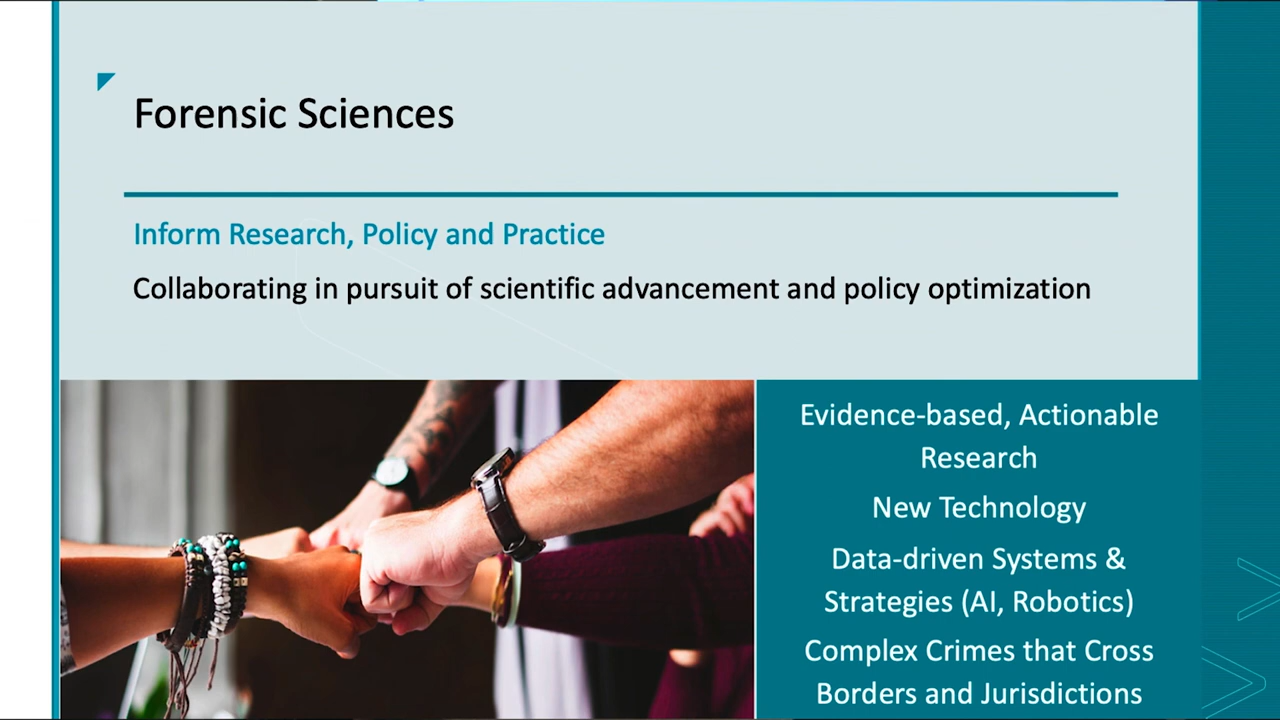 Forensic Sciences
Inform Research, Policy and Practice
Collaborating in pursuit of scientific advancement and policy optimization
Evidence-based, Actionable
Research
New Technology
Data-driven Systems &
Strategies (AI, Robotics)
Complex Crimes that Cross
Borders and Jurisdictions